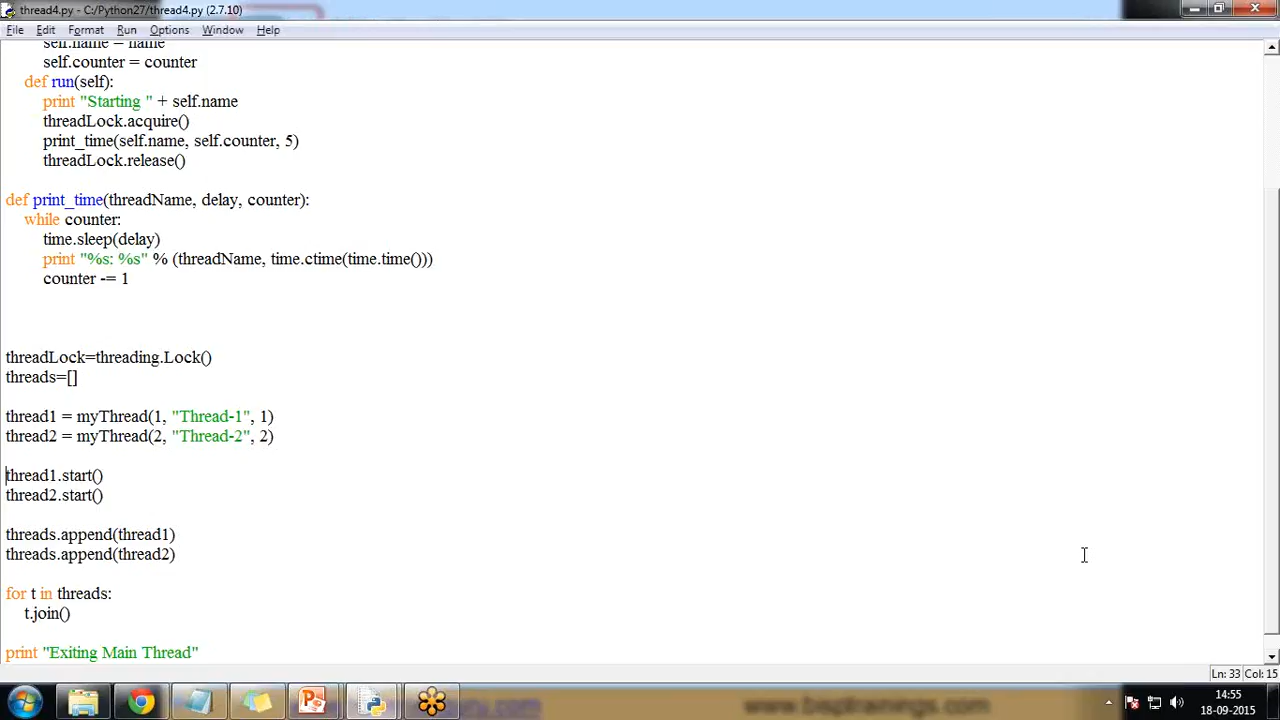 thread4.py - C:/Python27/thread4.py (2.7.10)
File Edit Format Run Options Window Help
self.name = name
self.counter = counter
def run(self):
print "Starting " + self.name
threadLock.acquire()
print_time(self.name, self.counter, 5)
threadLock.release()
def print_time(threadName, delay, counter):
while counter:
time.sleep(delay)
print "%s: %s" % (threadName, time.ctime(time.time()))
counter -= 1
threadLock=threading.Lock()
threads=[]
thread1 = myThread(1, "Thread-1", 1)
thread2 = myThread(2, "Thread-2", 2)
thread1.start()
thread2.start()
threads.append(thread1)
threads.append(thread2)
for t in threads:
t.join()
print "Exiting Main Thread"
Ln: 33 Col: 15
14:55
18-09-2015